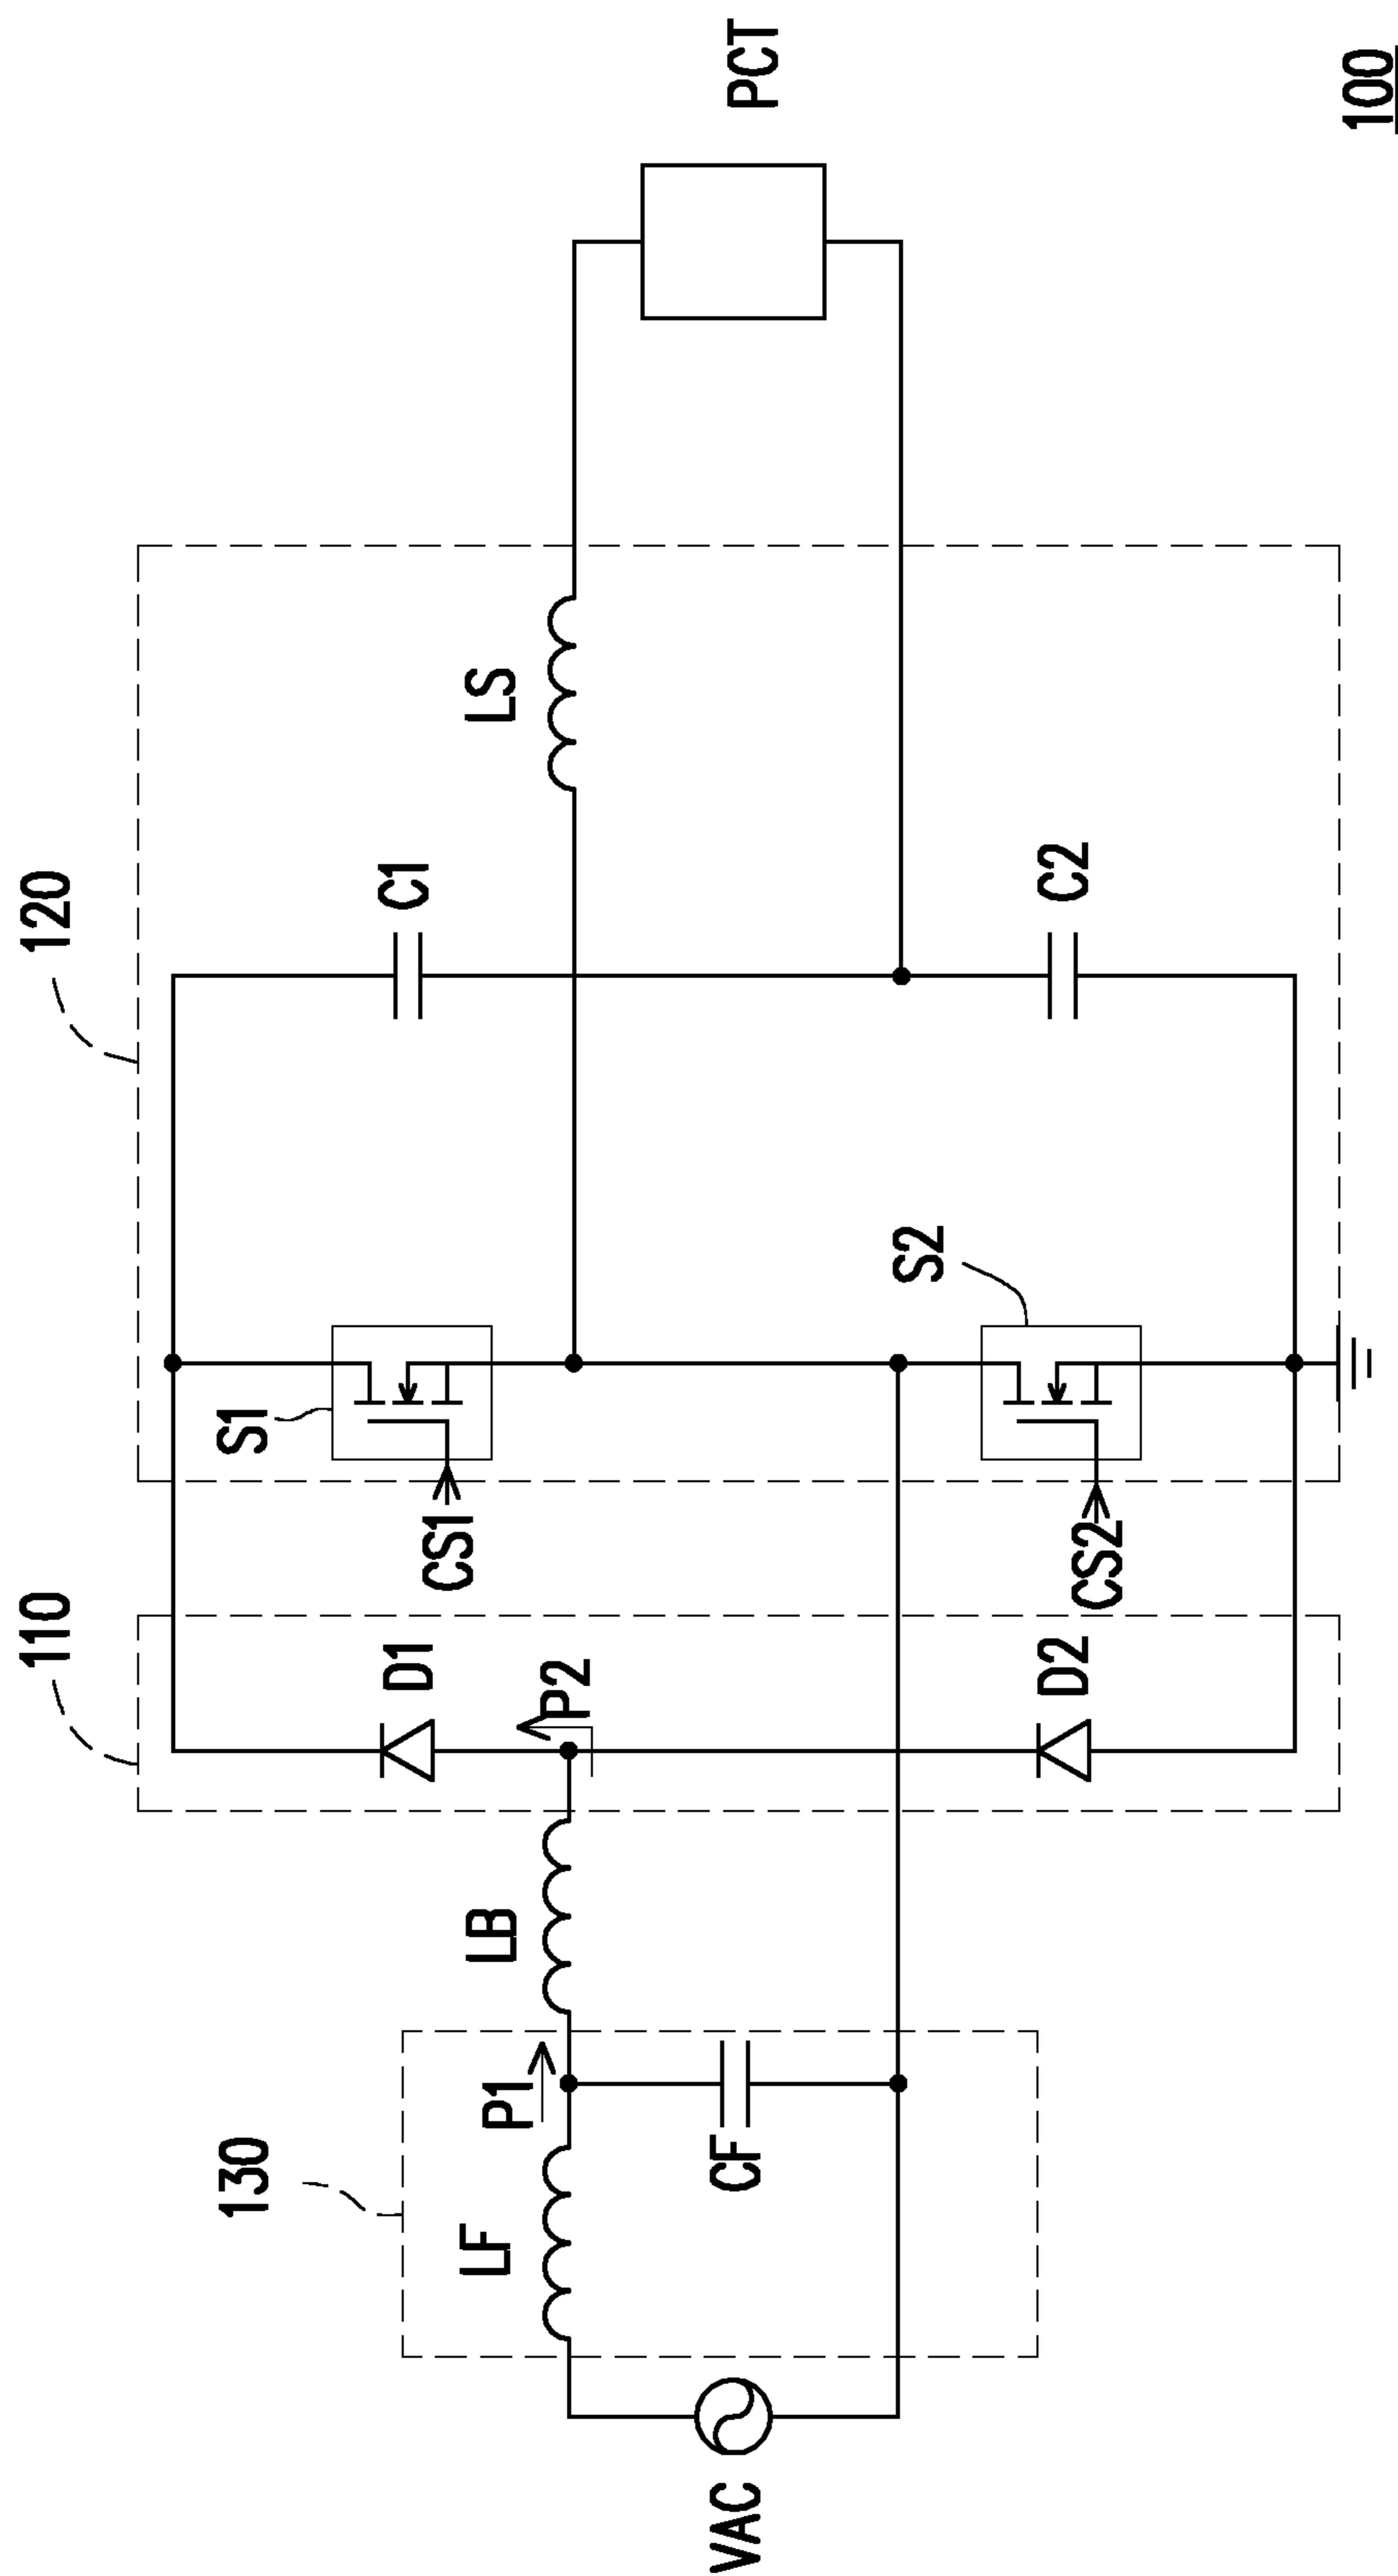 110
120
130
S1
CS1
D1
C1
LS
LF
P1
LB
P2
VAC
CF
PCT
S2
CS2
D2
C2
100